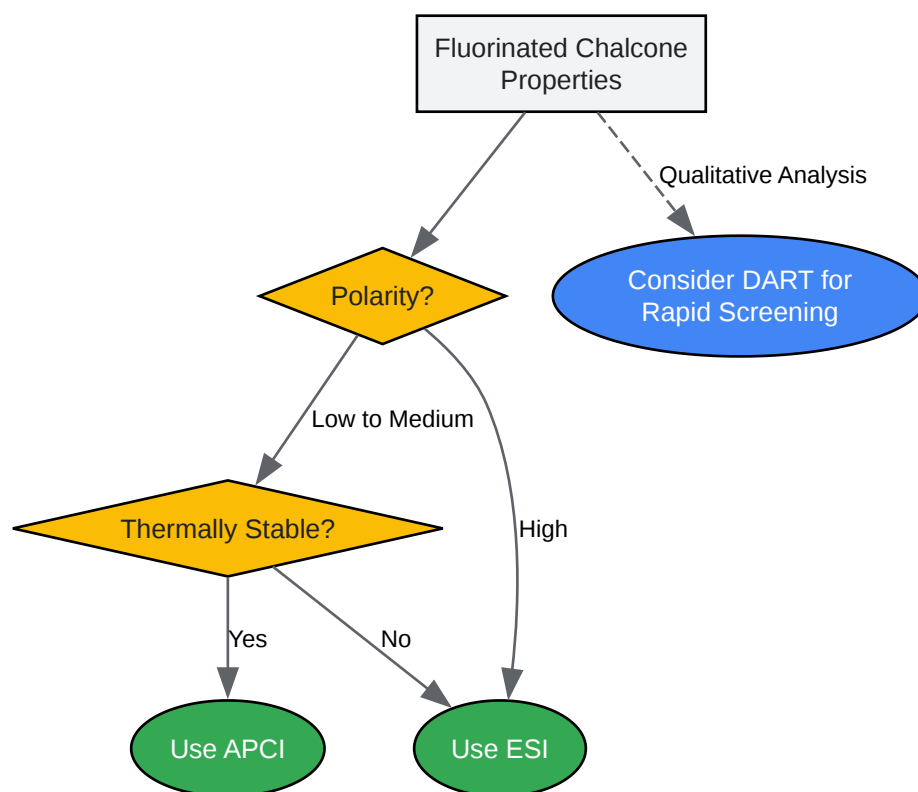 Fluorinated Chalcone
Properties
Qualitative Analysis
Polarity?
Consider DART for
Rapid Screening
Low to Medium
Thermally Stable?
High
Yes
No
Use APCI
Use ESI